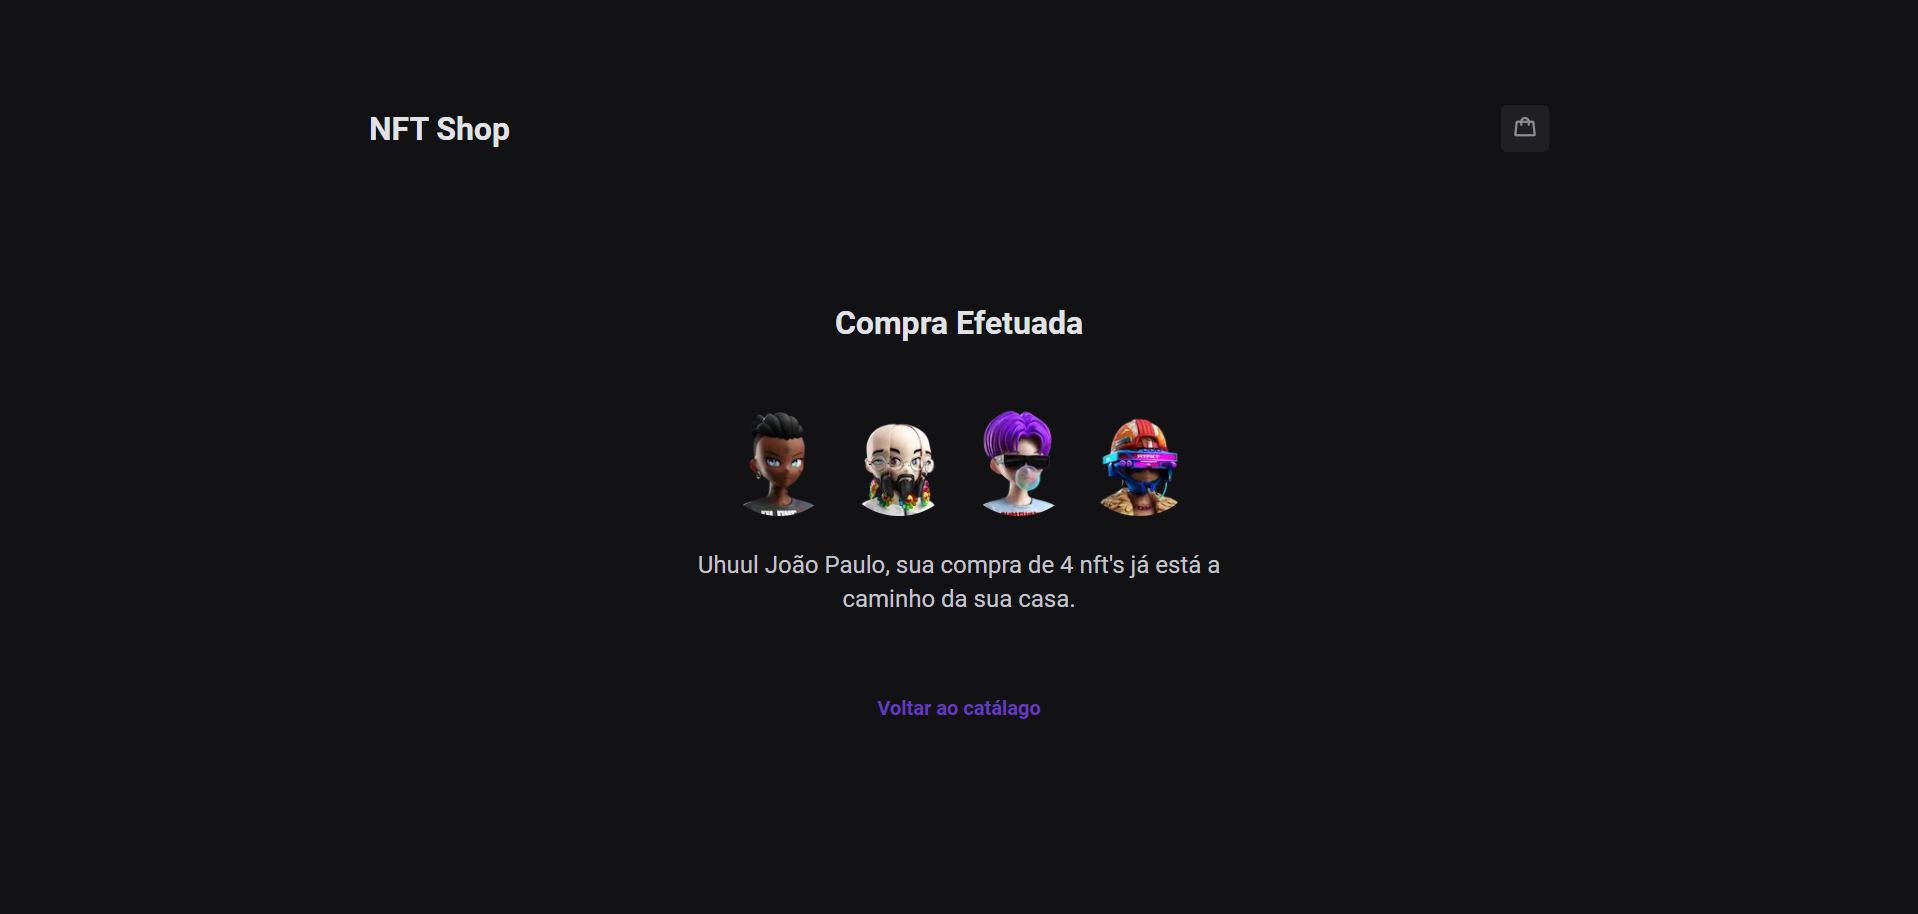 NFT Shop
Compra Efetuada
Uhuul João Paulo, sua compra de 4 nft's já está a
caminho da sua casa.
Voltar ao catálago